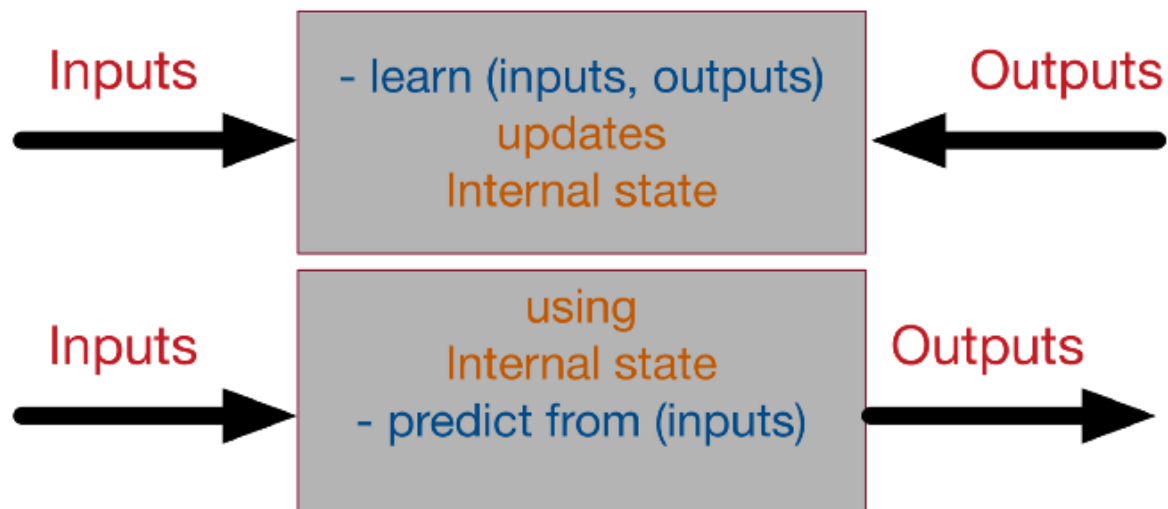 Inputs
- learn (inputs, outputs)
updates
Internal state
Outputs
Inputs
using
Internal state
- predict from (inputs)
Outputs